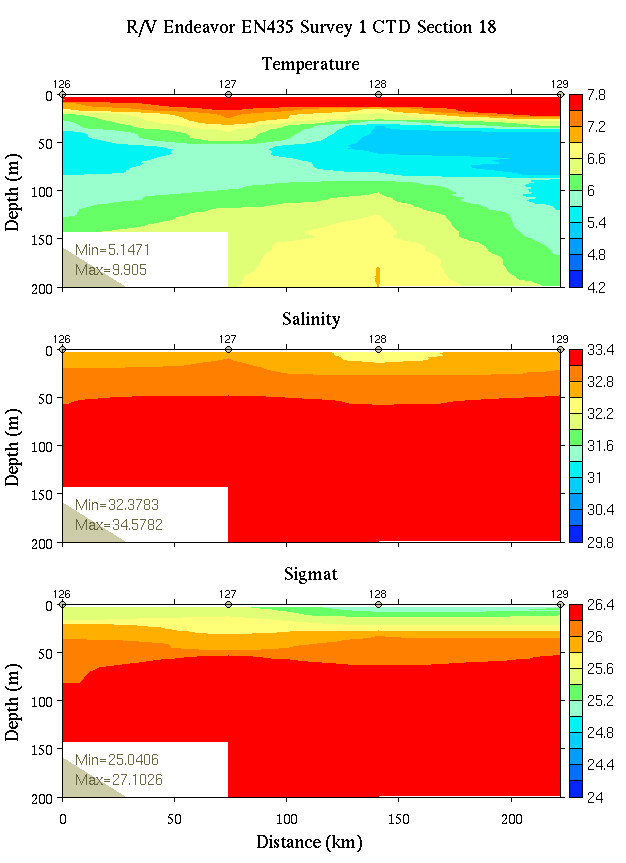 R/V Endeavor EN435 Survey 1 CTD Section 18
Temperature
126 127 128 129
0
50
100
150
200
Depth (m)
Min=5.1471
Max=9.905
7.8
7.2
6.6
6
5.4
4.8
4.2
Salinity
126 127 128 129
0
50
100
150
200
Depth (m)
Min=32.3783
Max=34.5782
33.4
32.8
32.2
31.6
31
30.4
29.8
Sigmat
126 127 128 129
0
50
100
150
200
Depth (m)
Min=25.0406
Max=27.1026
26.4
26
25.6
25.2
24.8
24.4
24
0 50 100 150 200
Distance (km)